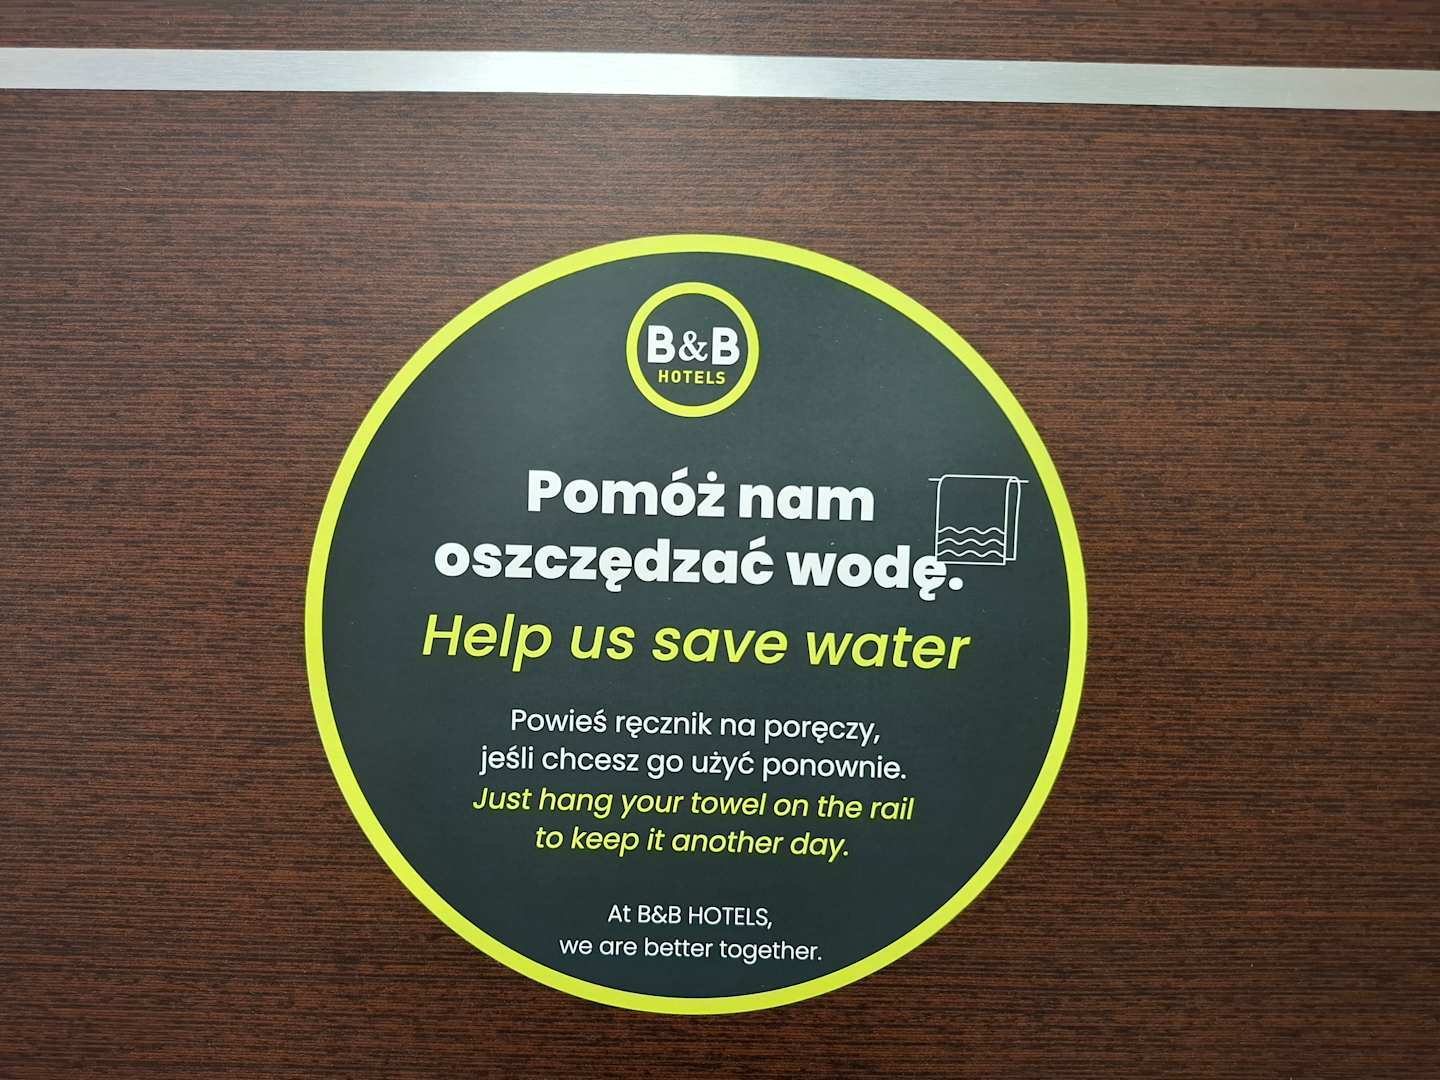 B&B
HOTELS
Pomóż nam
oszczędzać wodę.
Help us save water
Powieś ręcznik na poręczy,
jeśli chcesz go użyć ponownie.
Just hang your towel on the rail
to keep it another day.
At B&B HOTELS,
we are better together.